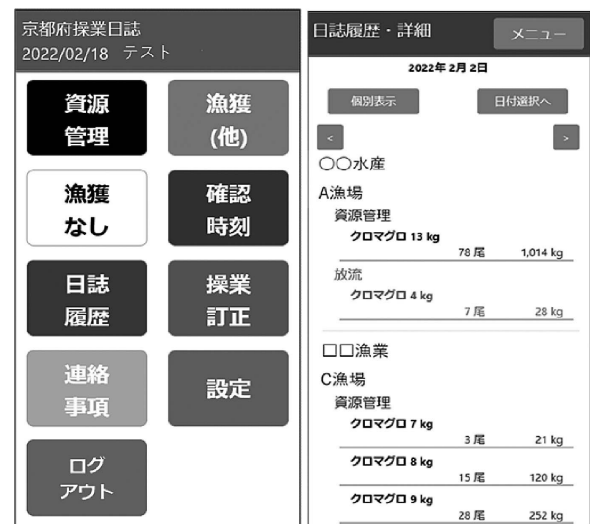 京都府操業日誌
2022/02/18 テスト
資源
管理
漁獲
(他)
漁獲
なし
確認
時刻
日誌
履歴
操業
訂正
連絡
事項
設定
ログ
アウト
日誌履歴・詳細
メニュー
2022年 2月 2日
個別表示
日付選択へ
<
>
〇〇水産
A漁場
資源管理
クロマグロ 13 kg
78 尾 1,014 kg
放流
クロマグロ 4 kg
7 尾 28 kg
□□漁業
C漁場
資源管理
クロマグロ 7 kg
3 尾 21 kg
クロマグロ 8 kg
15 尾 120 kg
クロマグロ 9 kg
28 尾 252 kg